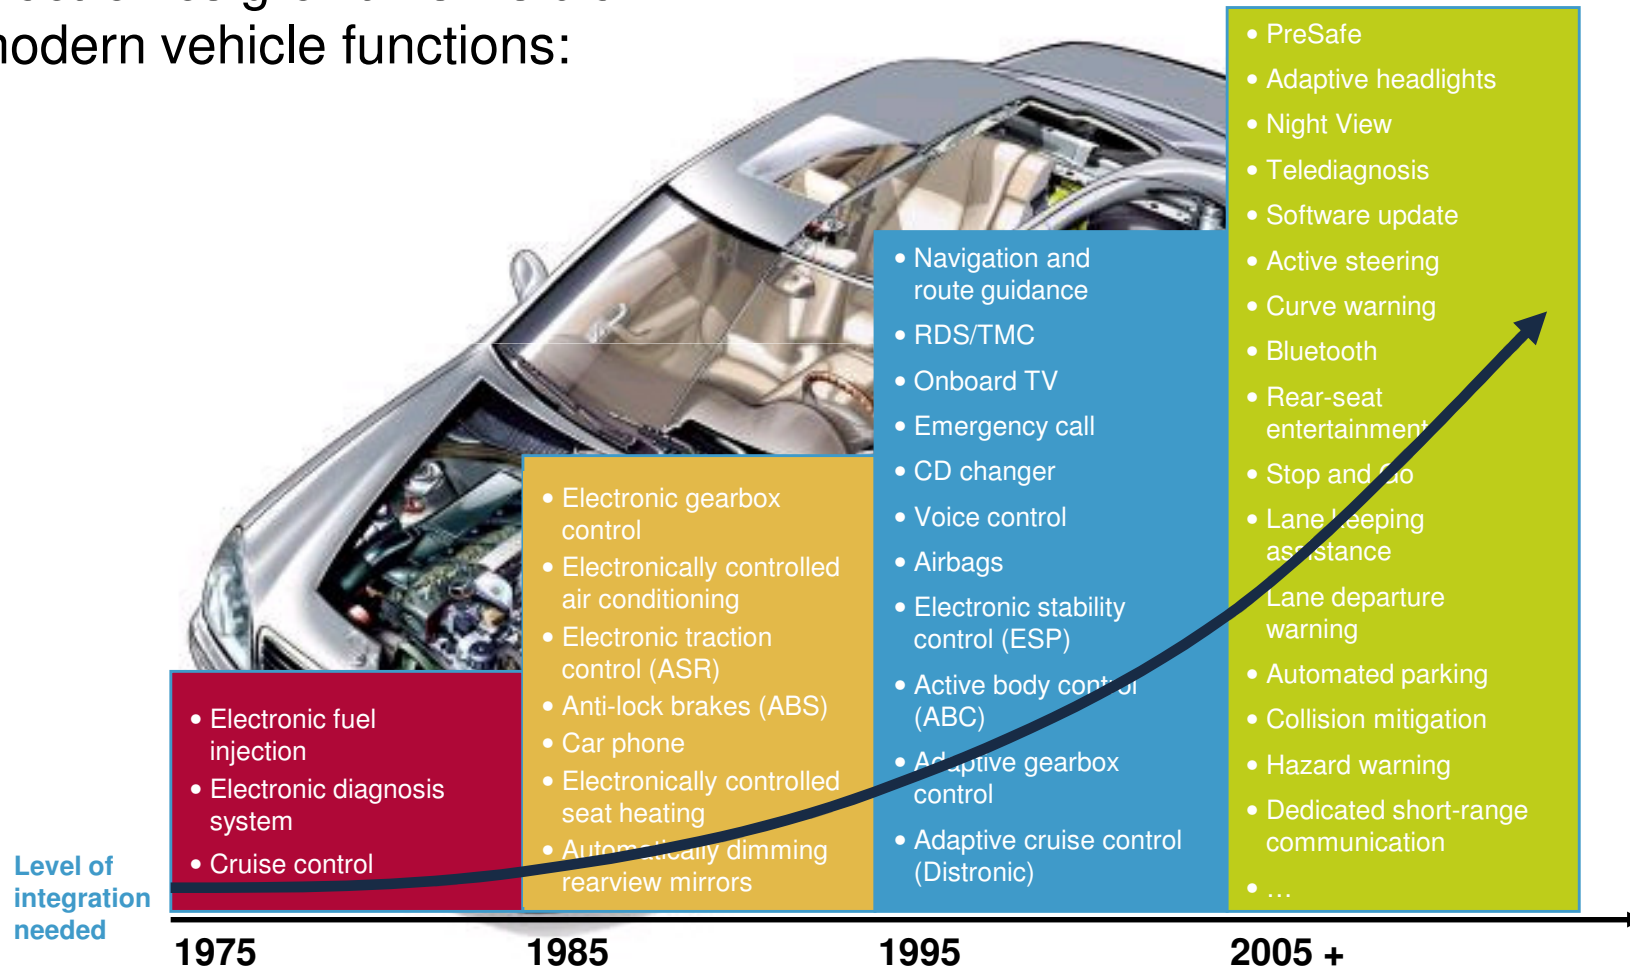 modern vehicle functions:
• Electronic fuel
injection
• Electronic diagnosis
system
• Cruise control
• Electronic gearbox
control
• Electronically controlled
air conditioning
• Electronic traction
control (ASR)
• Anti-lock brakes (ABS)
• Car phone
• Electronically controlled
seat heating
• Automatically dimming
rearview mirrors
• Navigation and
route guidance
• RDS/TMC
• Onboard TV
• Emergency call
• CD changer
• Voice control
• Airbags
• Electronic stability
control (ESP)
• Active body control
(ABC)
• Adaptive gearbox
control
• Adaptive cruise control
(Distronic)
• PreSafe
• Adaptive headlights
• Night View
• Telediagnosis
• Software update
• Active steering
• Curve warning
• Bluetooth
• Rear-seat
entertainment
• Stop and Go
• Lane keeping
assistance
Lane departure
warning
• Automated parking
• Collision mitigation
• Hazard warning
• Dedicated short-range
communication
• …
Level of
integration
needed
1975
1985
1995
2005 +